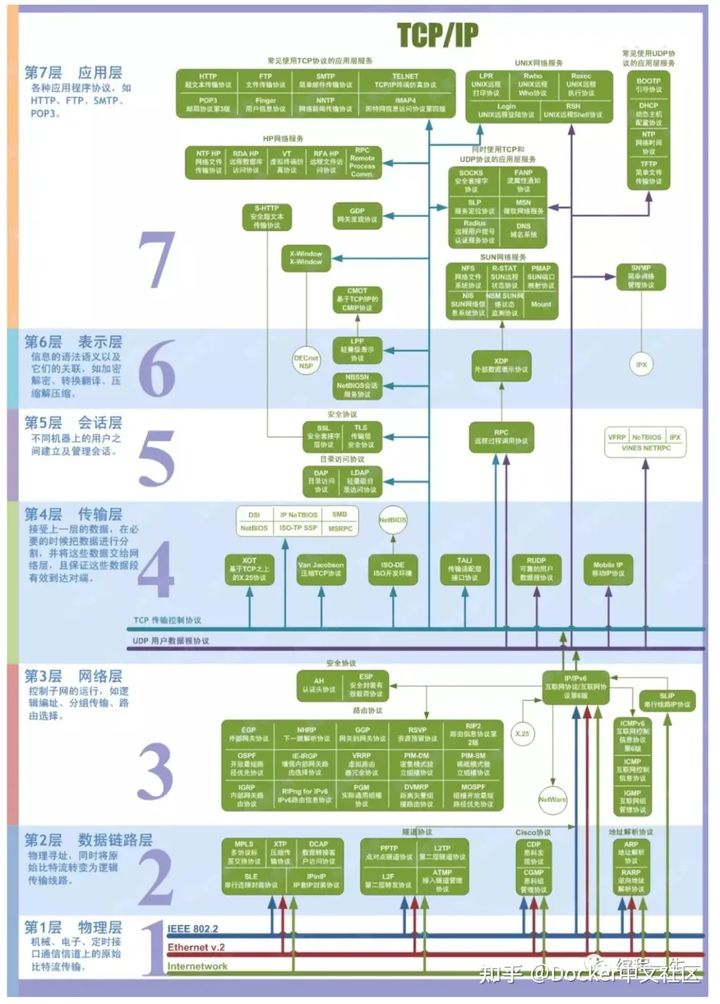 TCP/IP
第7层 应用层
各种应用程序协议，如
HTTP、FTP、SMTP、
POP3。
7
常见使用TCP协议的应用层服务
HTTP
超文本传输协议
FTP
文件传输协议
SMTP
简单邮件传输协议
TELNET
TCP/IP终端仿真协议
POP3
邮局协议第3版
Finger
用户信息协议
NNTP
网络新闻传输协议
IMAP4
因特网信息访问协议第四版
UNIX网络服务
LPR
UNIX远程
打印协议
Rwho
UNIX远程
Who协议
Rexec
UNIX远程
执行协议
Login
UNIX远程登陆协议
RSH
UNIX远程Shell协议
常见使用UDP协
议的应用层服务
BOOTP
引导协议
DHCP
动态主机
配置协议
NTP
网络时间协议
TFTP
简单文件
传输协议
HP网络服务
NTF HP
网络文件
传输协议
RDA HP
远程数据库
访问协议
VT
虚拟终端仿
真协议
RFA HP
远程文件访
问协议
RPC
Remote
Process
Comm.
同时使用TCP和
UDP协议的应用层服务
SOCKS
安全套接字
协议
FANP
流属性通知
协议
SLP
服务定位协议
MSN
微软网络服务
Radius
远程用户拨号
认证服务协议
DNS
域名系统
S-HTTP
安全超文本
传输协议
GDP
网关发现协议
X-Window
X-Window
CMOT
基于TCP/IP的
CMIP协议
SUN网络服务
NFS
网络文件
系统协议
R-STAT
SUN远程
状态协议
PMAP
SUN端口
映射协议
NIS
SUN网络信
息系统协议
NSM SUN网
络状态
监测协议
Mount
SNMP
简单网络
管理协议
第6层 表示层
信息的语法语义以及
它们的关联，如加密
解密、转换翻译、压
缩解压缩。
6
DECnet
NSP
LPP
轻量级表示
协议
NBSSN
NetBIOS会话
服务协议
XDP
外部数据表示协议
IPX
第5层 会话层
不同机器上的用户之
间建立及管理会话。
5
安全协议
SSL
安全套接字
层协议
TLS
传输层
安全协议
目录访问协议
DAP
目录访问协
议
LDAP
轻量级目
录访问协议
RPC
远程过程调用协议
VFRP
NeTBIOS
IPX
VINES NETRPC
第4层 传输层
接受上一层的数据，在必
要的时候把数据进行分
割，并将这些数据交给网
络层，且保证这些数据段
有效到达对端。
4
DSI
IP NeTBIOS
SMB
NetBIOS
ISO-TP SSP
MSRPC
NetBIOS
XOT
基于TCP之上
的X.25协议
Van Jacobson
压缩TCP协议
ISO-DE
ISO开发环境
TALI
传输适配层
接口协议
RUDP
可靠的用户
数据报协议
Mobile IP
移动IP协议
TCP 传输控制协议
UDP 用户数据报协议
第3层 网络层
控制子网的运行，如逻
辑编址、分组传输、路
由选择。
3
安全协议
AH
认证头协议
ESP
安全封装有
效载荷协议
IP/IPv6
互联网协议/互联网协
议第6版
SLIP
串行线路IP协议
路由协议
EGP
外部网关协议
NHRP
下一跳解析协议
GGP
网关到网关协议
RSVP
资源预留协议
RIP2
路由信息协议第
2版
OSPF
开放最短路
径优先协议
IE-IRGP
增强内部网关路
由选择协议
VRRP
虚拟路由
器冗余协议
PIM-DM
密集模式独
立组播协议
PIM-SM
稀疏模式独
立组播协议
IGRP
内部网关路
由协议
RIPng for IPv6
IPv6路由信息协议
PGM
实际通用组播协
议
DVMRP
距离矢量组
播路由协议
MOSPF
组播开放最短
路径优先协议
X.25
NetWare
ICMPv6
互联网控制
信息协议
第6版
ICMP
互联网控制
信息协议
IGMP
互联网组
管理协议
第2层 数据链路层
物理寻址，同时将原
始比特流转变为逻辑
传输线路。
2
MPLS
多协议标
签交换协议
XTP
压缩传
输协议
DCAP
数据转接客
户访问协议
SLE
串行连接封装协议
IPinIP
IP套IP封装协议
隧道协议
PPTP
点对点隧道协议
L2TP
第二层隧道协议
L2F
第二层转发协议
ATMP
接入隧道管理协
议
Cisco协议
CDP
思科发现
协议
CGMP
思科组
管理协议
地址解析协议
ARP
地址解析协
议
RARP
逆向地址
解析协议
第1层 物理层
机械、电子、定时接
口通信信道上的原始
比特流传输。
1
IEEE 802.2
Ethernet v.2
Internetwork
知乎 @Docker中文社区